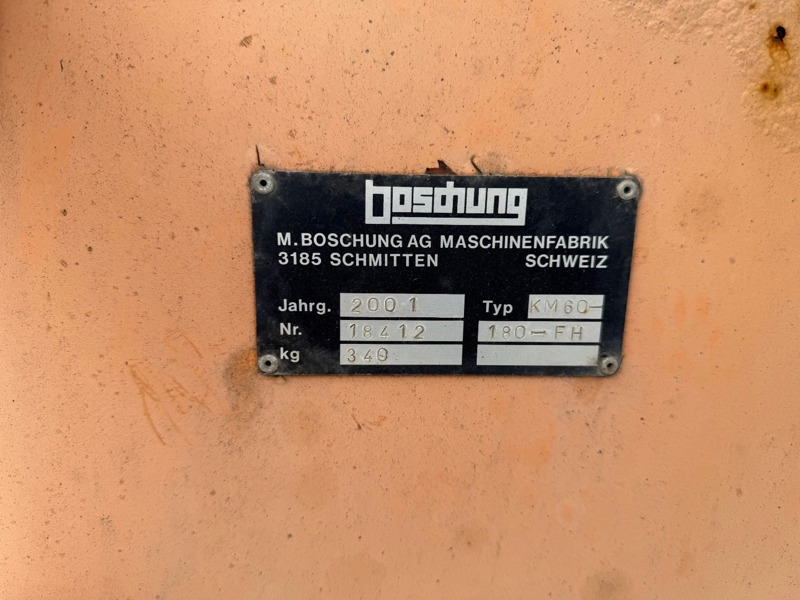 boschung
M. BOSCHUNG AG MASCHINENFABRIK
3185 SCHMITTEN SCHWEIZ
Jahrg. 2001 Typ KM60-
Nr. 18412 180-FH
kg 340